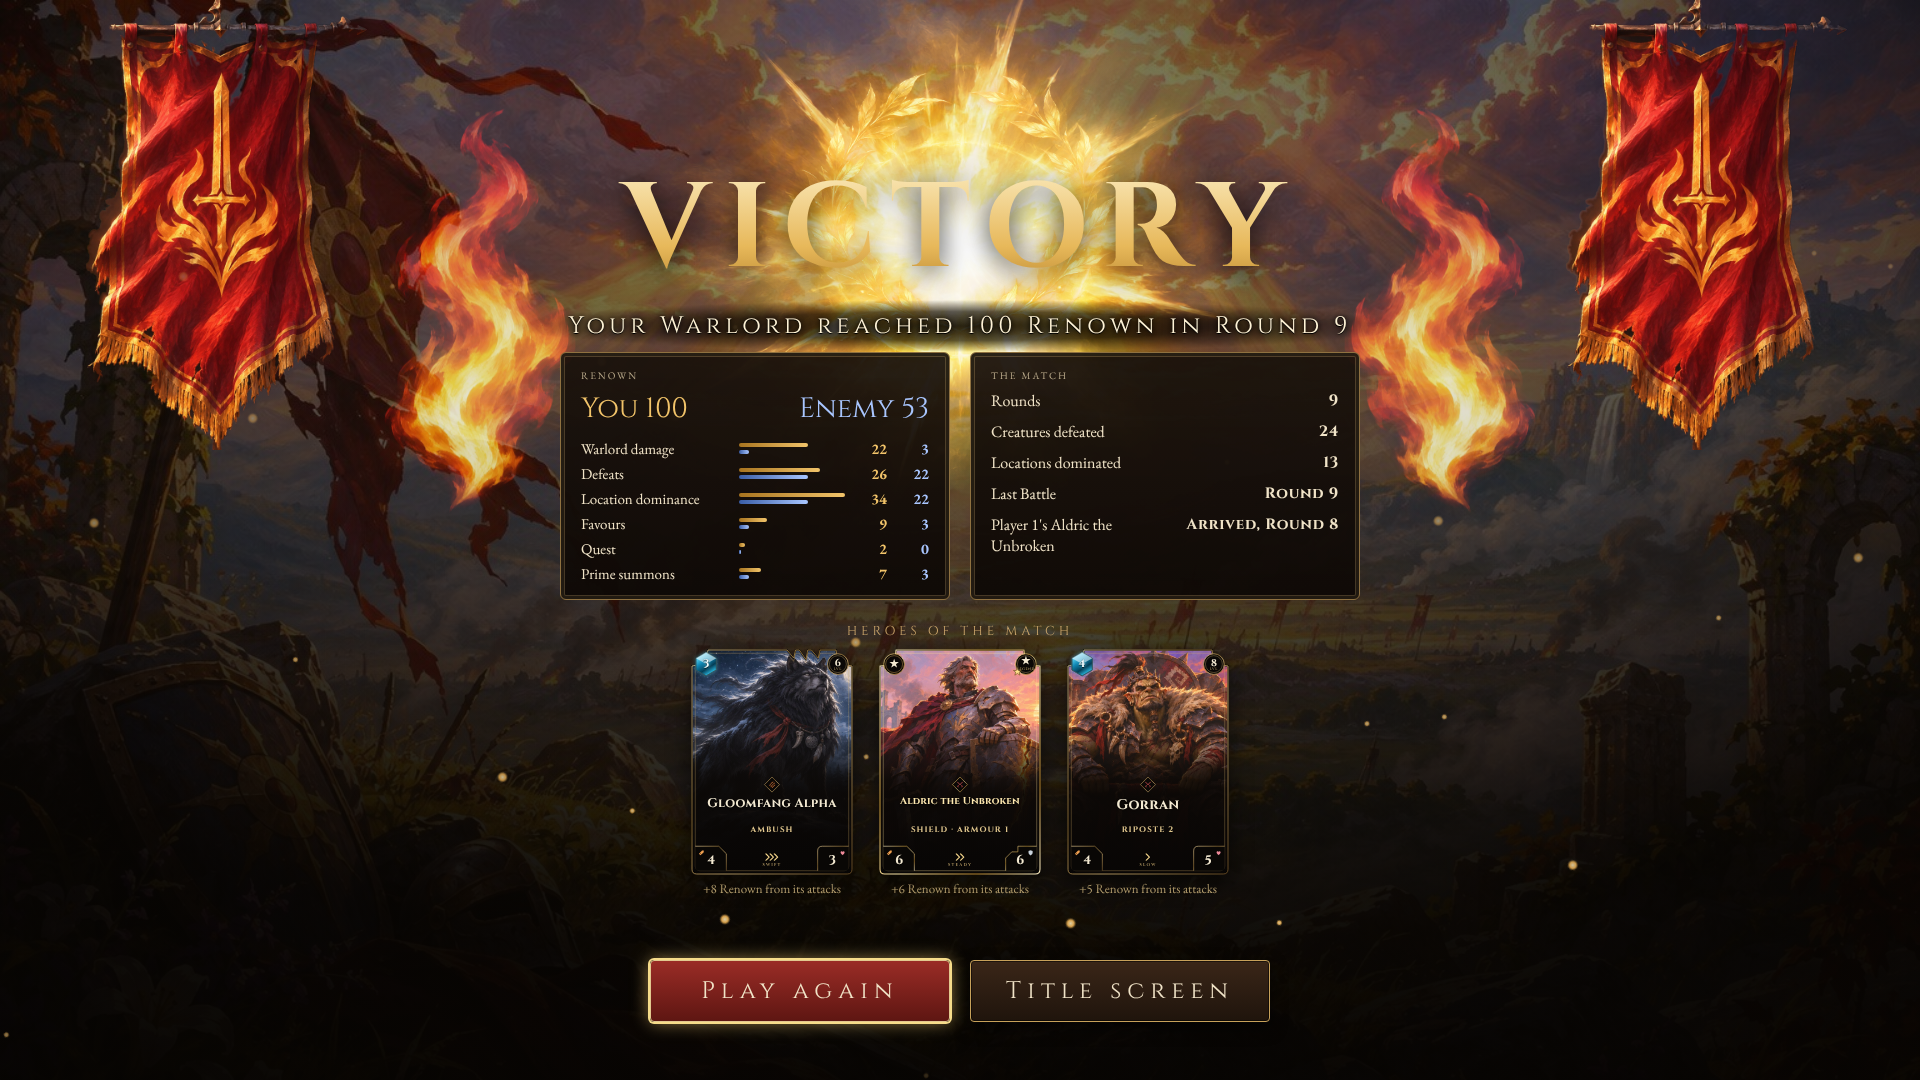 VICTORY
Your Warlord reached 100 Renown in Round 9
RENOWN
You 100 Enemy 53
Warlord damage 22 3
Defeats 26 22
Location dominance 34 22
Favours 9 3
Quest 2 0
Prime summons 7 3
THE MATCH
Rounds 9
Creatures defeated 24
Locations dominated 13
Last Battle Round 9
Player 1's Aldric the Arrived, Round 8
Unbroken
HEROES OF THE MATCH
3 6
Gloomfang Alpha
AMBUSH
4 SWIFT 3
+8 Renown from its attacks
Aldric the Unbroken
SHIELD · ARMOUR 1
6 STEADY 6
+6 Renown from its attacks
4 8
Gorran
RIPOSTE 2
4 SLOW 5
+5 Renown from its attacks
Play again
Title screen